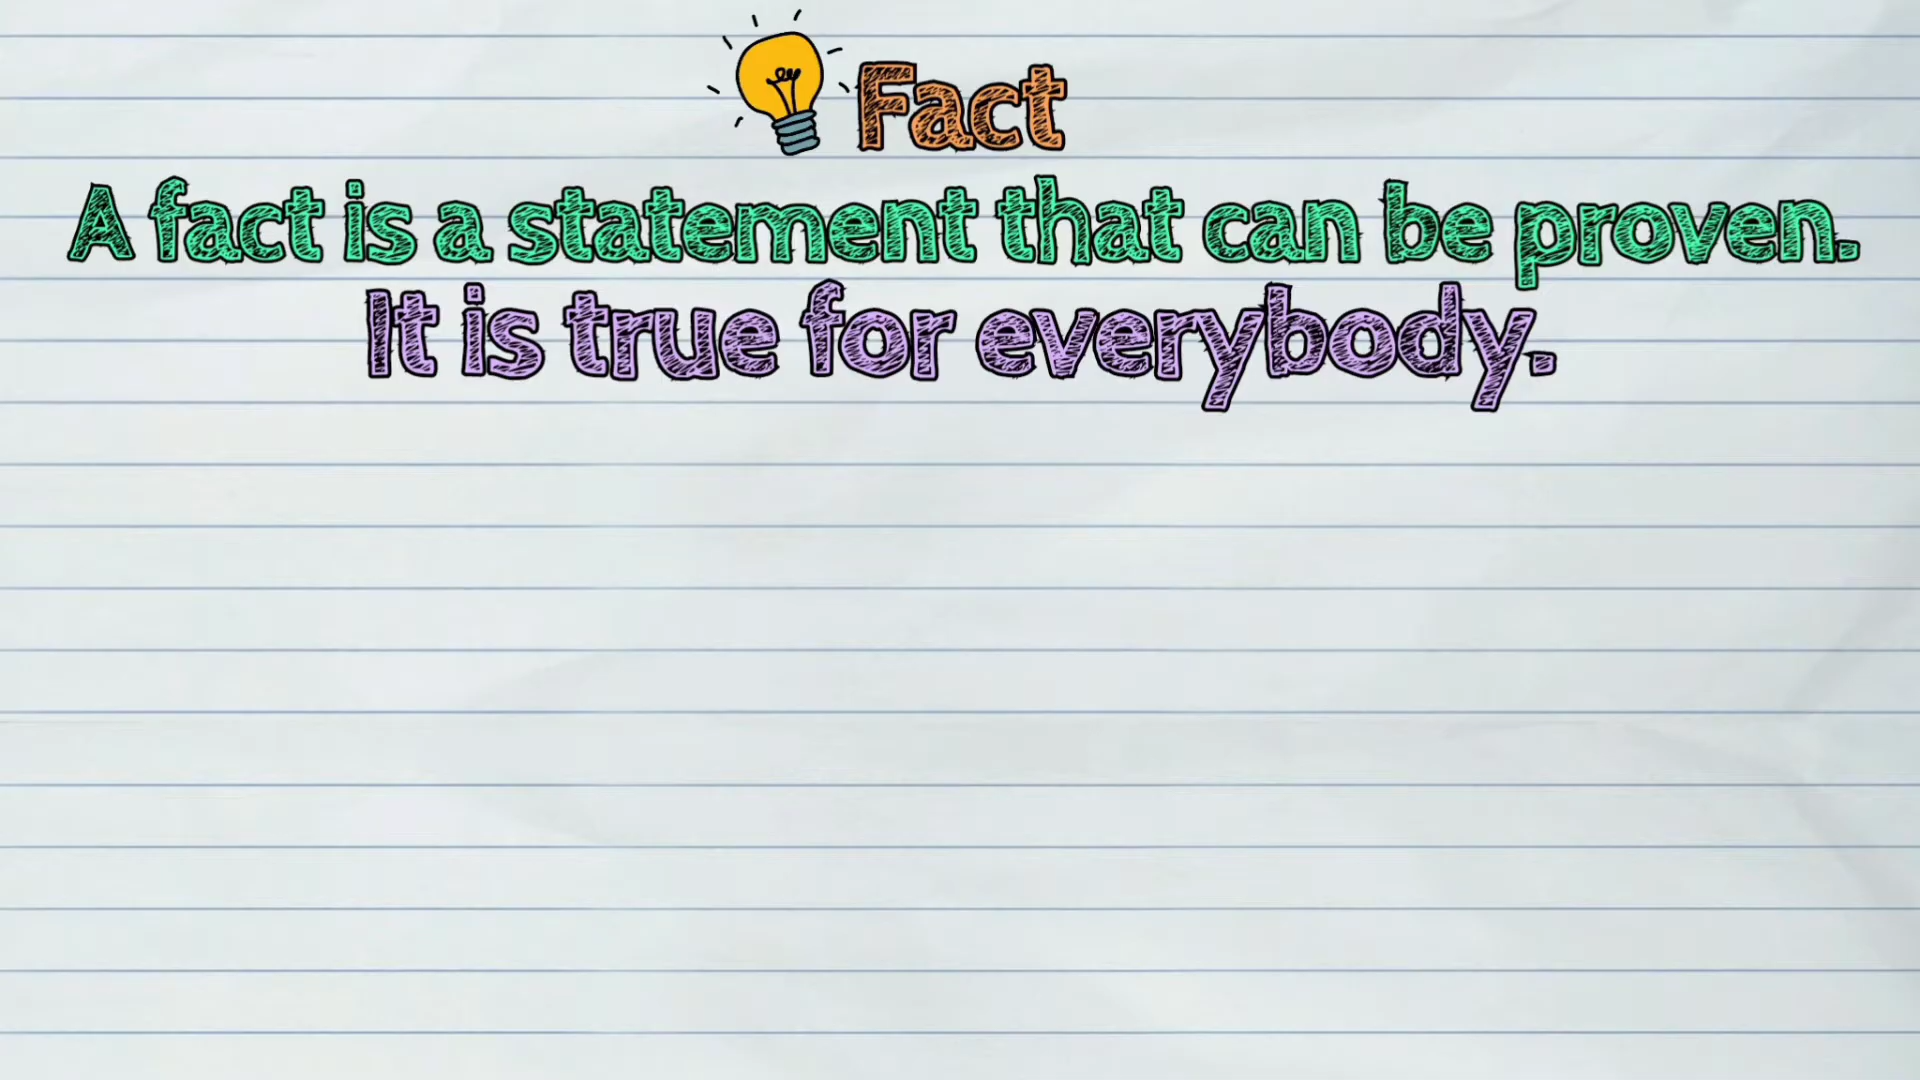 Fact
A fact is a statement that can be proven.
It is true for everybody.